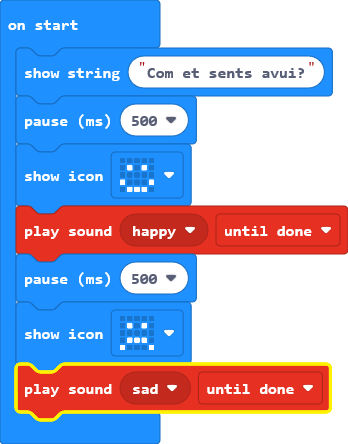 on start
show string "Com et sents avui?"
pause (ms) 500
show icon
play sound happy until done
pause (ms) 500
show icon
play sound sad until done